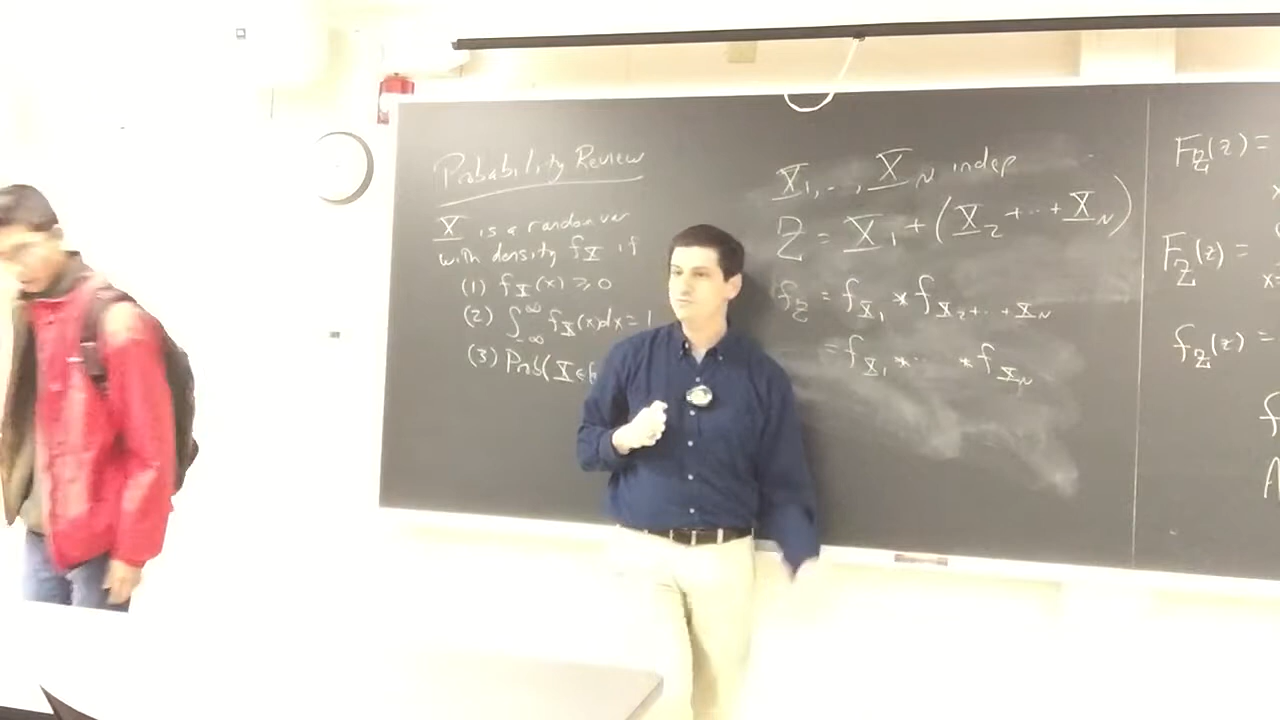 Probability Review
X is a random var
with density f_X if
(1) f_X(x) ≥ 0
(2) ∫_{-∞}^{∞} f_X(x)dx = 1
(3) Prob(X ∈
X_1, .., X_N indep
Z = X_1 + (X_2 + ... + X_N)
f_Z = f_{X_1} * f_{X_2 + ... + X_N}
= f_{X_1} * ... * f_{X_N}
F_Z(z) =
F_Z(z) =
f_Z(z) =